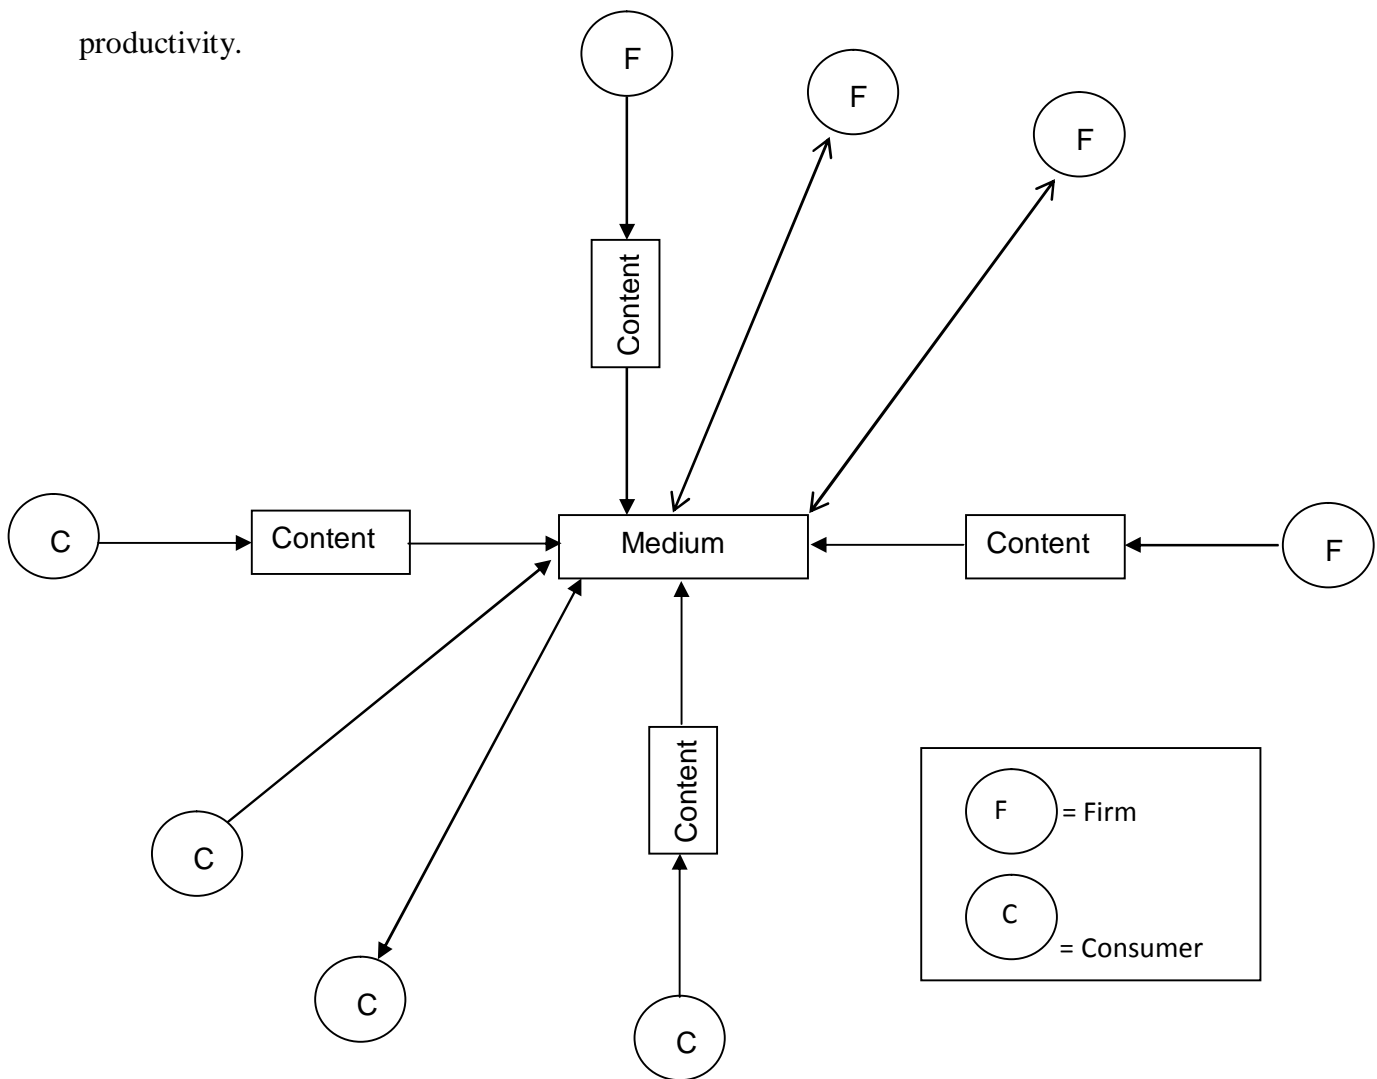 productivity.
F
F
F
Content
C
Content
Medium
Content
F
C
Content
C
C
F = Firm
C = Consumer